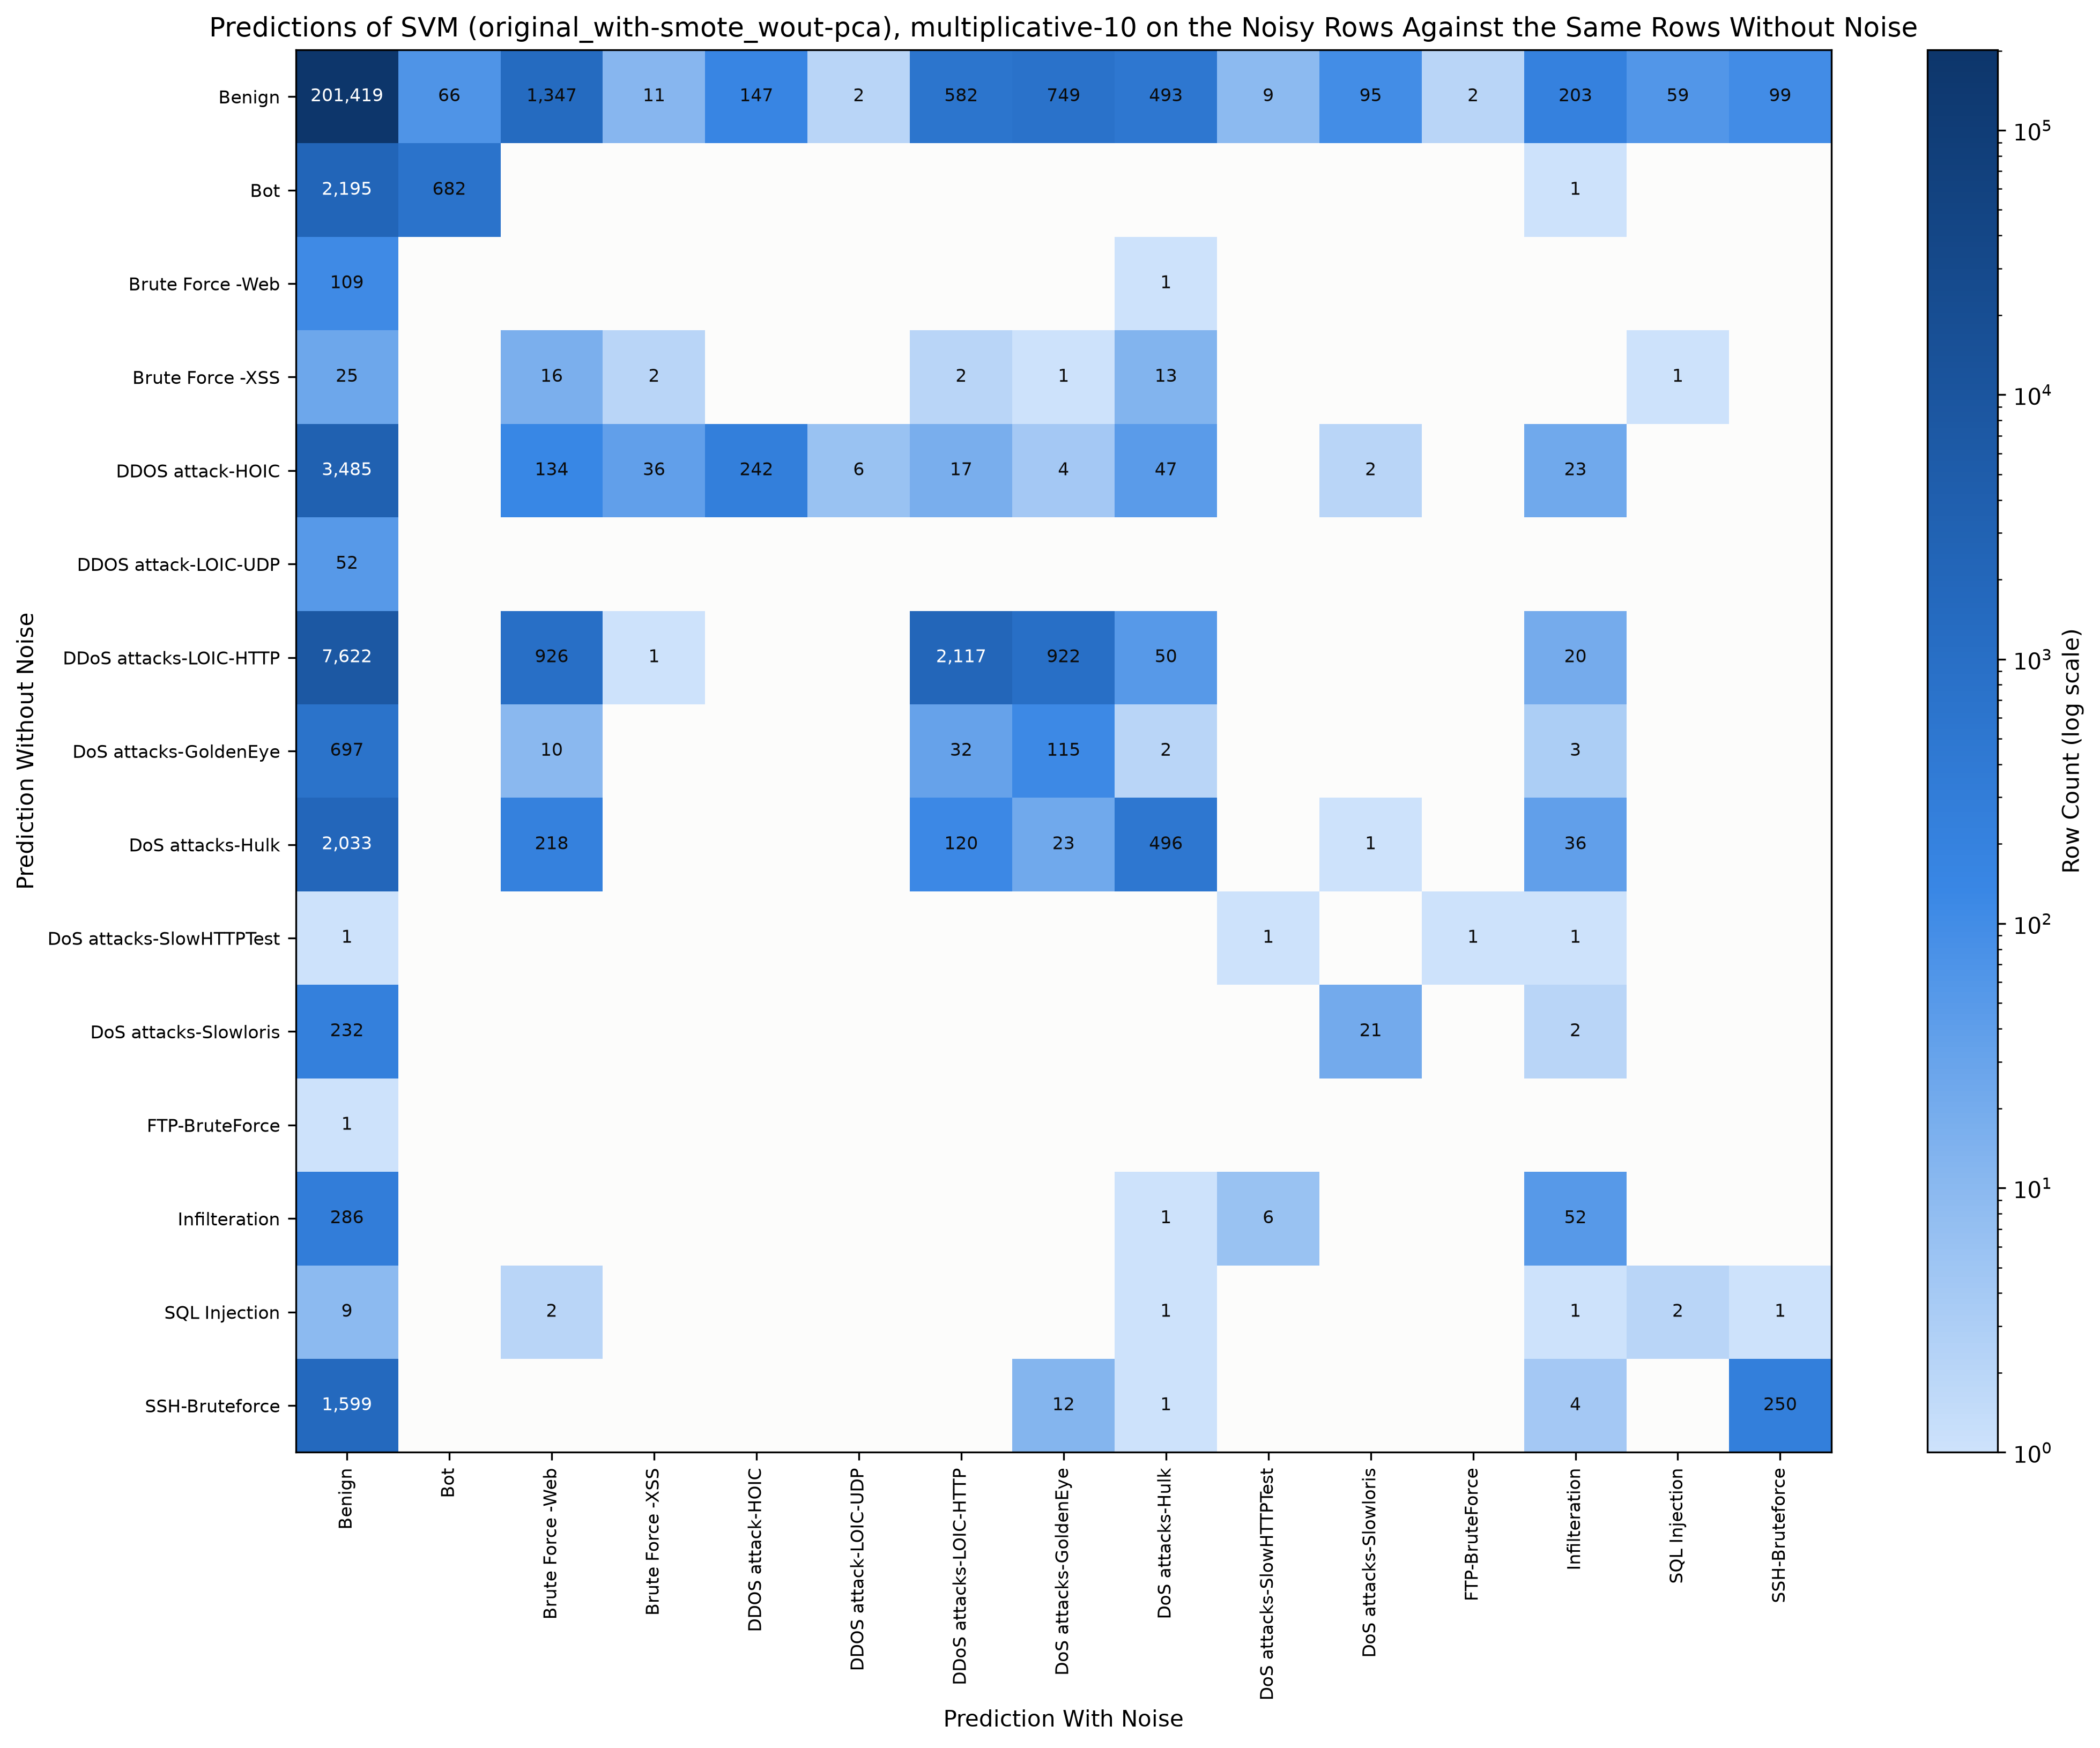 Predictions of SVM (original_with-smote_wout-pca), multiplicative-10 on the Noisy Rows Against the Same Rows Without Noise
Prediction Without Noise
Benign 201,419 66 1,347 11 147 2 582 749 493 9 95 2 203 59 99
Bot 2,195 682 1
Brute Force -Web 109 1
Brute Force -XSS 25 16 2 2 1 13 1
DDOS attack-HOIC 3,485 134 36 242 6 17 4 47 2 23
DDOS attack-LOIC-UDP 52
DDoS attacks-LOIC-HTTP 7,622 926 1 2,117 922 50 20
DoS attacks-GoldenEye 697 10 32 115 2 3
DoS attacks-Hulk 2,033 218 120 23 496 1 36
DoS attacks-SlowHTTPTest 1 1 1 1
DoS attacks-Slowloris 232 21 2
FTP-BruteForce 1
Infilteration 286 1 6 52
SQL Injection 9 2 1 1 2 1
SSH-Bruteforce 1,599 12 1 4 250
Benign
Bot
Brute Force -Web
Brute Force -XSS
DDOS attack-HOIC
DDOS attack-LOIC-UDP
DDoS attacks-LOIC-HTTP
DoS attacks-GoldenEye
DoS attacks-Hulk
DoS attacks-SlowHTTPTest
DoS attacks-Slowloris
FTP-BruteForce
Infilteration
SQL Injection
SSH-Bruteforce
Prediction With Noise
10⁵
10⁴
10³
10²
10¹
10⁰
Row Count (log scale)